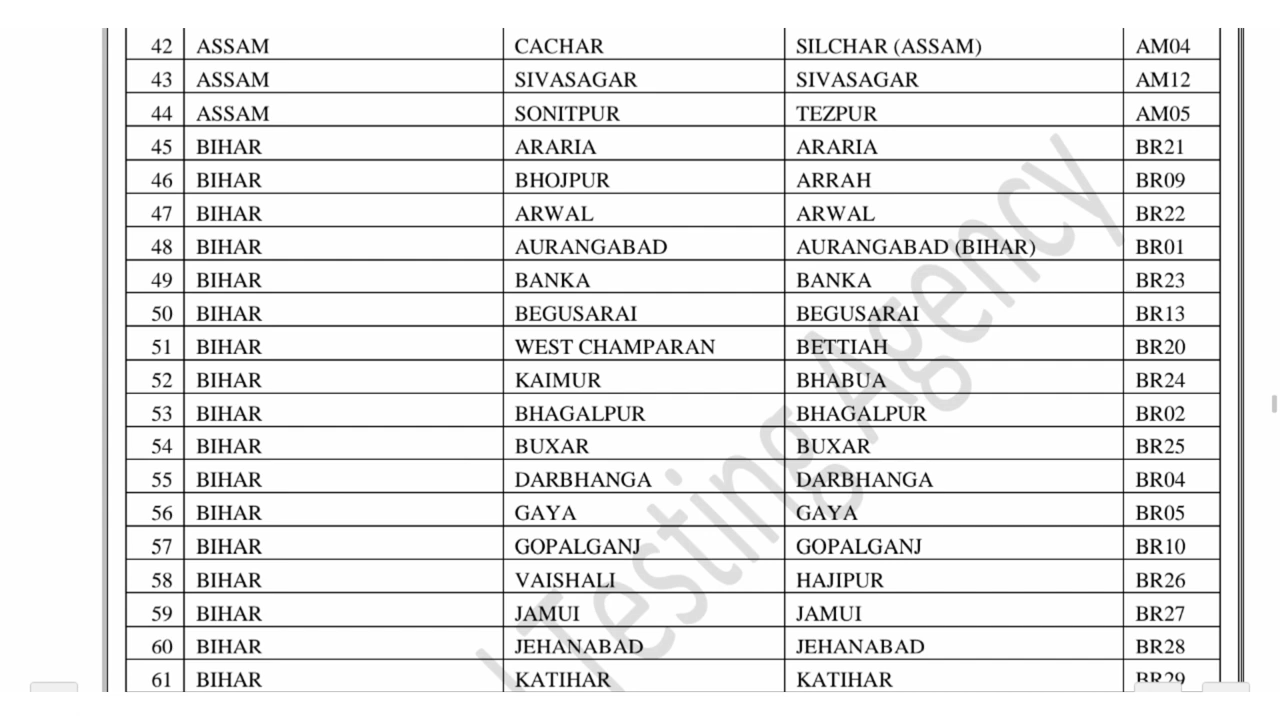 42 ASSAM CACHAR SILCHAR (ASSAM) AM04
43 ASSAM SIVASAGAR SIVASAGAR AM12
44 ASSAM SONITPUR TEZPUR AM05
45 BIHAR ARARIA ARARIA BR21
46 BIHAR BHOJPUR ARRAH BR09
47 BIHAR ARWAL ARWAL BR22
48 BIHAR AURANGABAD AURANGABAD (BIHAR) BR01
49 BIHAR BANKA BANKA BR23
50 BIHAR BEGUSARAI BEGUSARAI BR13
51 BIHAR WEST CHAMPARAN BETTIAH BR20
52 BIHAR KAIMUR BHABUA BR24
53 BIHAR BHAGALPUR BHAGALPUR BR02
54 BIHAR BUXAR BUXAR BR25
55 BIHAR DARBHANGA DARBHANGA BR04
56 BIHAR GAYA GAYA BR05
57 BIHAR GOPALGANJ GOPALGANJ BR10
58 BIHAR VAISHALI HAJIPUR BR26
59 BIHAR JAMUI JAMUI BR27
60 BIHAR JEHANABAD JEHANABAD BR28
61 BIHAR KATIHAR KATIHAR BR29
Testing Agency